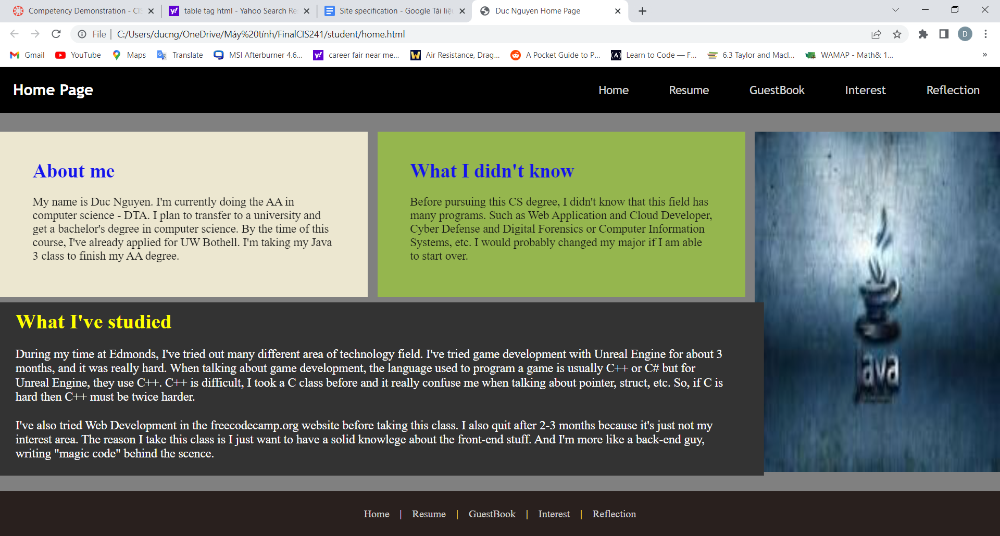 Competency Demonstration - CIS
table tag html - Yahoo Search Re
Site specification - Google Tài liệu
Duc Nguyen Home Page
File | C:/Users/ducng/OneDrive/Máy%20tính/FinalCIS241/student/home.html
D
Gmail YouTube Maps Translate MSI Afterburner 4.6... career fair near me... Air Resistance, Drag... A Pocket Guide to P... Learn to Code — F... 6.3 Taylor and Macl... WAMAP - Math& 1... »
Home Page
Home Resume GuestBook Interest Reflection
About me
My name is Duc Nguyen. I'm currently doing the AA in
computer science - DTA. I plan to transfer to a university and
get a bachelor's degree in computer science. By the time of this
course, I've already applied for UW Bothell. I'm taking my Java
3 class to finish my AA degree.
What I didn't know
Before pursuing this CS degree, I didn't know that this field has
many programs. Such as Web Application and Cloud Developer,
Cyber Defense and Digital Forensics or Computer Information
Systems, etc. I would probably changed my major if I am able
to start over.
What I've studied
During my time at Edmonds, I've tried out many different area of technology field. I've tried game development with Unreal Engine for about 3
months, and it was really hard. When talking about game development, the language used to program a game is usually C++ or C# but for
Unreal Engine, they use C++. C++ is difficult, I took a C class before and it really confuse me when talking about pointer, struct, etc. So, if C is
hard then C++ must be twice harder.
I've also tried Web Development in the freecodecamp.org website before taking this class. I also quit after 2-3 months because it's just not my
interest area. The reason I take this class is I just want to have a solid knowlege about the front-end stuff. And I'm more like a back-end guy,
writing "magic code" behind the scence.
java
Home | Resume | GuestBook | Interest | Reflection